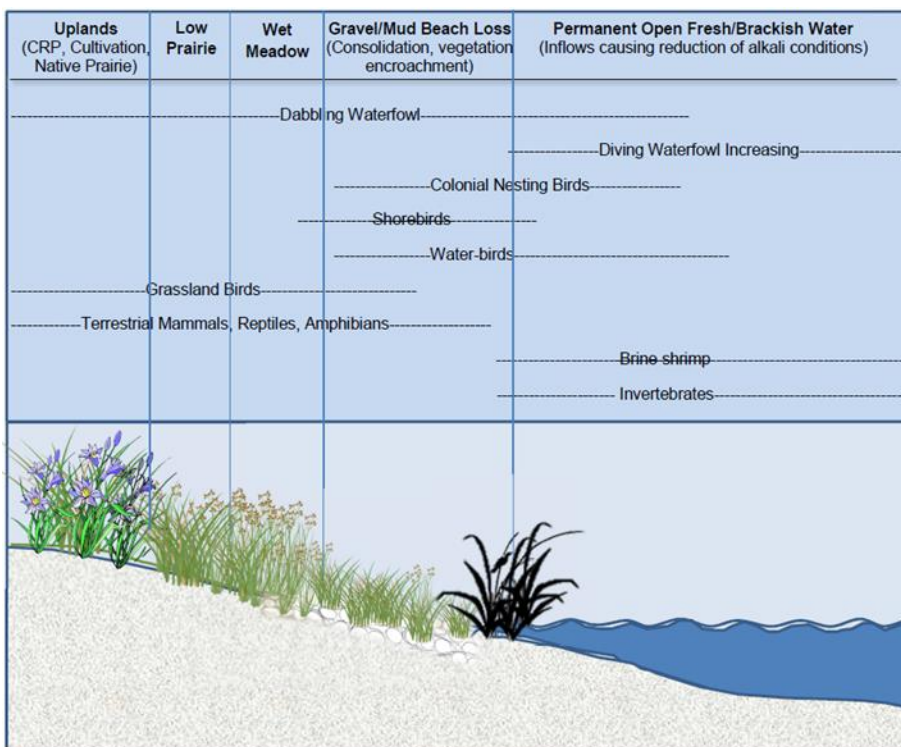 Uplands
(CRP, Cultivation,
Native Prairie)
Low
Prairie
Wet
Meadow
Gravel/Mud Beach Loss
(Consolidation, vegetation
encroachment)
Permanent Open Fresh/Brackish Water
(Inflows causing reduction of alkali conditions)
Dabbling Waterfowl
Diving Waterfowl Increasing
Colonial Nesting Birds
Shorebirds
Water-birds
Grassland Birds
Terrestrial Mammals, Reptiles, Amphibians
Brine shrimp
Invertebrates